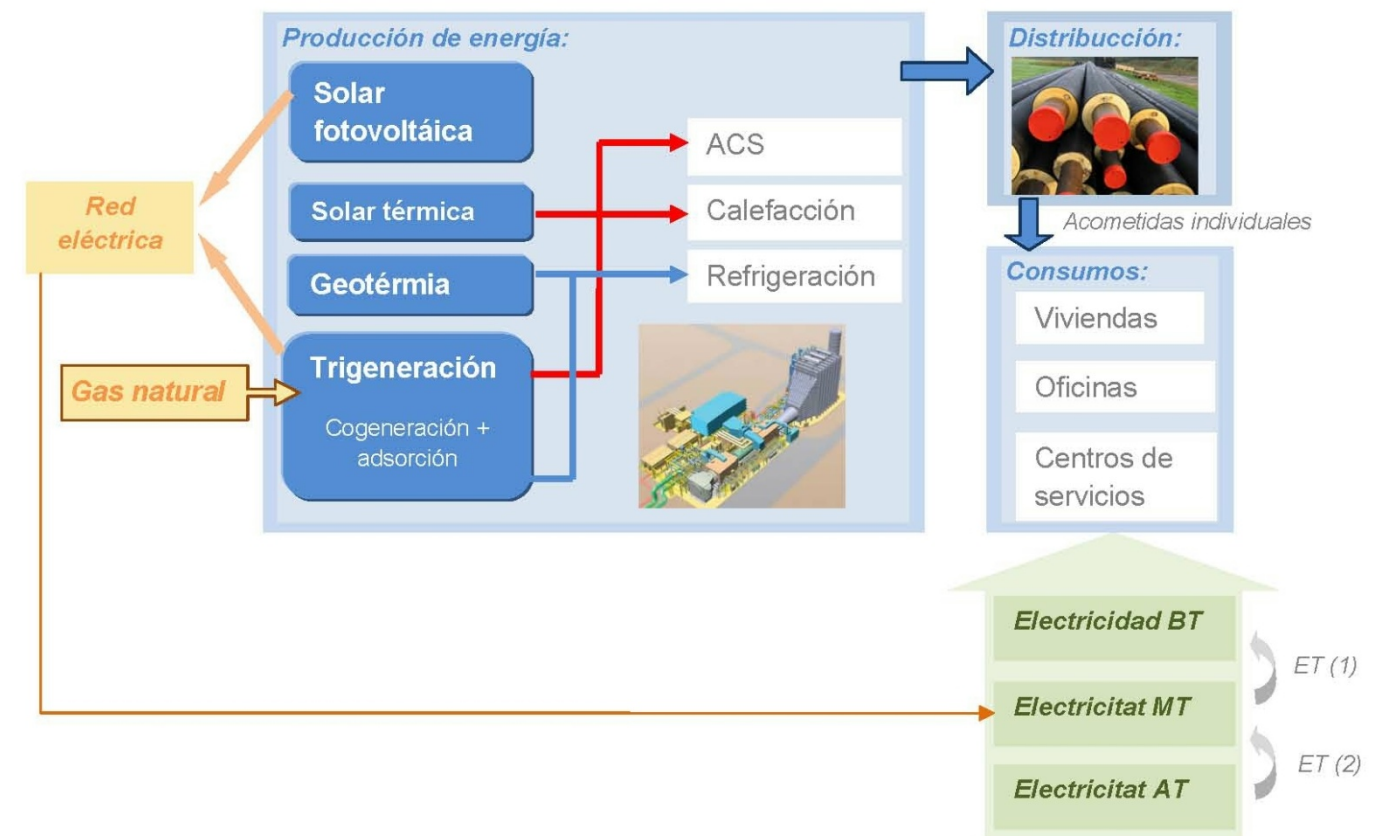 Producción de energía:
Solar
fotovoltáica
Solar térmica
Geotérmia
Trigeneración
Cogeneración +
adsorción
ACS
Calefacción
Refrigeración
Red
eléctrica
Gas natural
Distribucción:
Acometidas individuales
Consumos:
Viviendas
Oficinas
Centros de
servicios
Electricidad BT
ET (1)
Electricitat MT
ET (2)
Electricitat AT